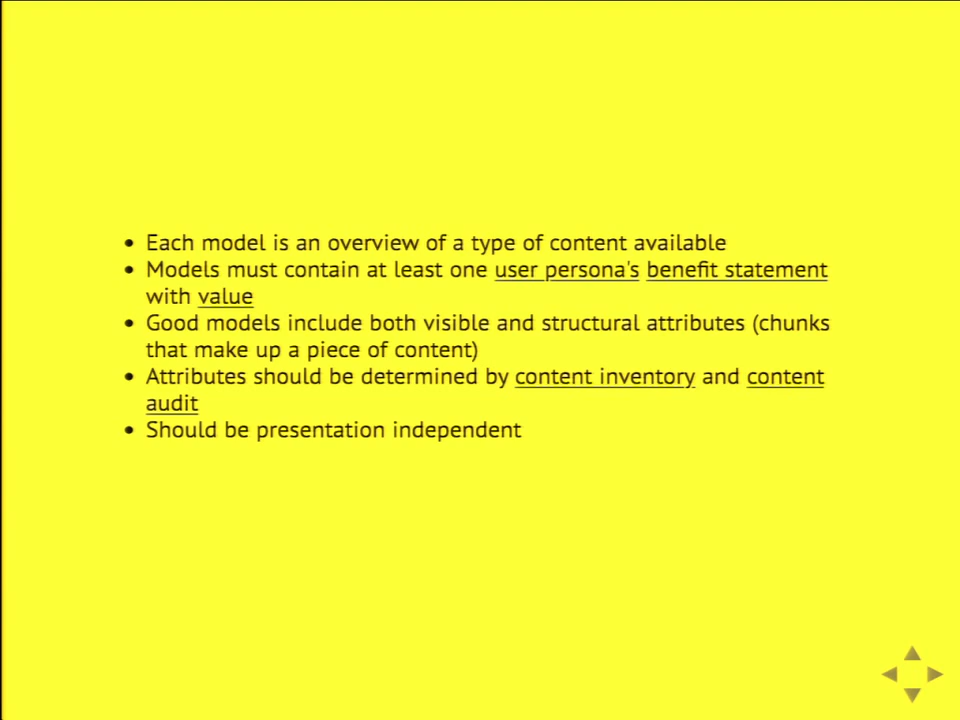 • Each model is an overview of a type of content available
• Models must contain at least one user persona's benefit statement
with value
• Good models include both visible and structural attributes (chunks
that make up a piece of content)
• Attributes should be determined by content inventory and content
audit
• Should be presentation independent